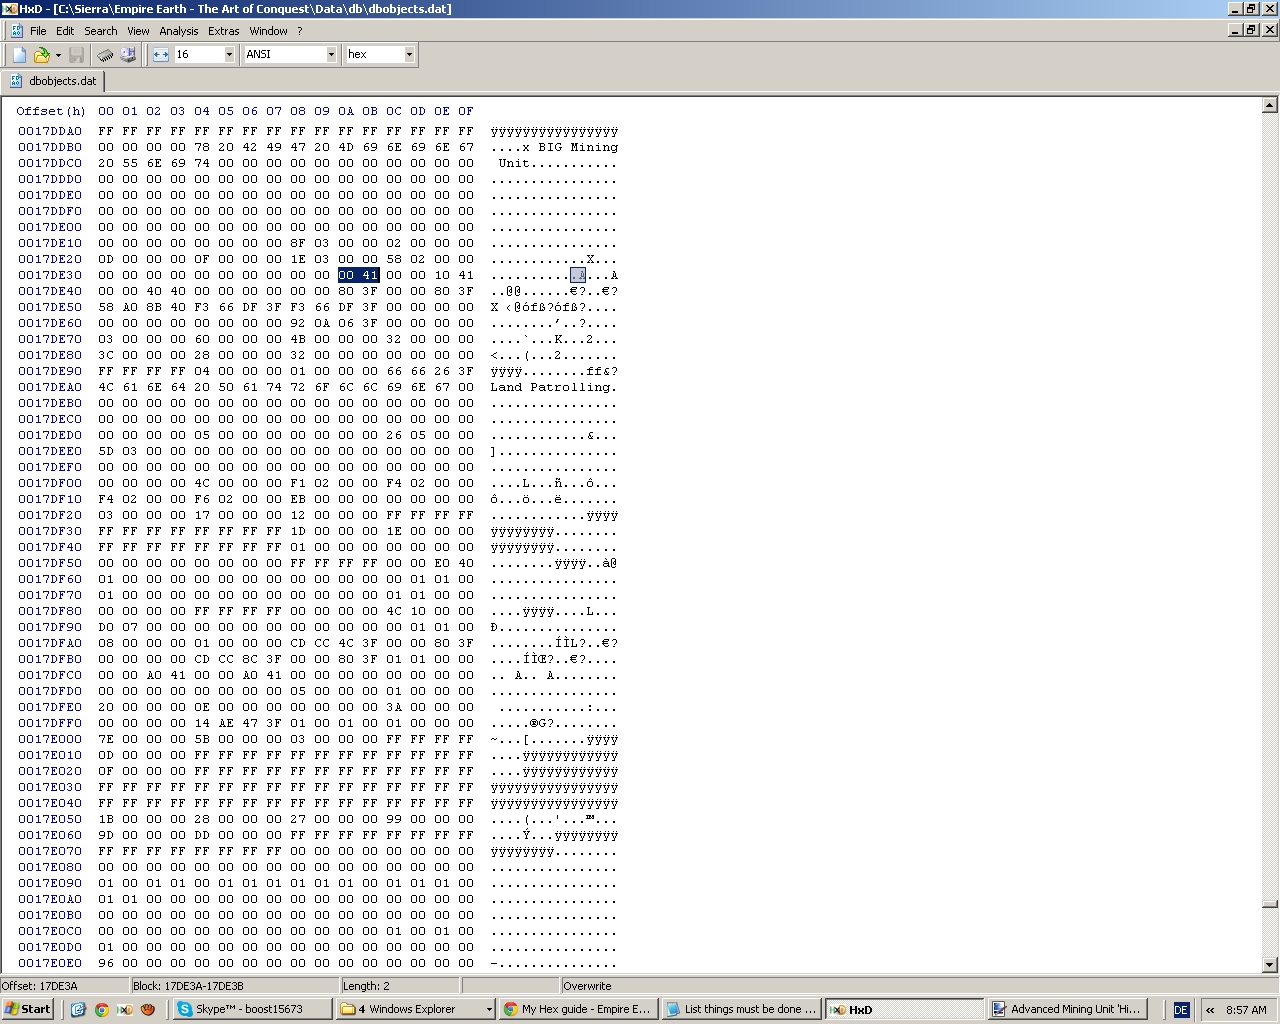 HxD - [C:\Sierra\Empire Earth - The Art of Conquest\Data\db\dbobjects.dat]
File Edit Search View Analysis Extras Window ?
16 ANSI hex
dbobjects.dat
Offset(h) 00 01 02 03 04 05 06 07 08 09 0A 0B 0C 0D 0E 0F
0017DDA0 FF FF FF FF FF FF FF FF FF FF FF FF FF FF FF FF ÿÿÿÿÿÿÿÿÿÿÿÿÿÿÿÿ
0017DDB0 00 00 00 00 78 20 42 49 47 20 4D 69 6E 69 6E 67 ....x BIG Mining
0017DDC0 20 55 6E 69 74 00 00 00 00 00 00 00 00 00 00 00  Unit...........
0017DDD0 00 00 00 00 00 00 00 00 00 00 00 00 00 00 00 00 ................
0017DDE0 00 00 00 00 00 00 00 00 00 00 00 00 00 00 00 00 ................
0017DDF0 00 00 00 00 00 00 00 00 00 00 00 00 00 00 00 00 ................
0017DE00 00 00 00 00 00 00 00 00 00 00 00 00 00 00 00 00 ................
0017DE10 00 00 00 00 00 00 00 00 8F 03 00 00 02 00 00 00 ................
0017DE20 0D 00 00 00 0F 00 00 00 1E 03 00 00 58 02 00 00 ............X...
0017DE30 00 00 00 00 00 00 00 00 00 00 00 41 00 00 10 41 ...........A...A
0017DE40 00 00 40 40 00 00 00 00 00 00 80 3F 00 00 80 3F ..@@......€?..€?
0017DE50 58 A0 8B 40 F3 66 DF 3F F3 66 DF 3F 00 00 00 00 X ‹@ófß?ófß?....
0017DE60 00 00 00 00 00 00 00 00 92 0A 06 3F 00 00 00 00 ........’..?....
0017DE70 03 00 00 00 60 00 00 00 4B 00 00 00 32 00 00 00 ....`...K...2...
0017DE80 3C 00 00 00 28 00 00 00 32 00 00 00 00 00 00 00 <...(...2.......
0017DE90 FF FF FF FF 04 00 00 00 01 00 00 00 66 66 26 3F ÿÿÿÿ........ff&?
0017DEA0 4C 61 6E 64 20 50 61 74 72 6F 6C 6C 69 6E 67 00 Land Patrolling.
0017DEB0 00 00 00 00 00 00 00 00 00 00 00 00 00 00 00 00 ................
0017DEC0 00 00 00 00 00 00 00 00 00 00 00 00 00 00 00 00 ................
0017DED0 00 00 00 00 05 00 00 00 00 00 00 00 26 05 00 00 ............&...
0017DEE0 5D 03 00 00 00 00 00 00 00 00 00 00 00 00 00 00 ]...............
0017DEF0 00 00 00 00 00 00 00 00 00 00 00 00 00 00 00 00 ................
0017DF00 00 00 00 00 4C 00 00 00 F1 02 00 00 F4 02 00 00 ....L...ñ...ô...
0017DF10 F4 02 00 00 F6 02 00 00 EB 00 00 00 00 00 00 00 ô...ö...ë.......
0017DF20 03 00 00 00 17 00 00 00 12 00 00 00 FF FF FF FF ............ÿÿÿÿ
0017DF30 FF FF FF FF FF FF FF FF 1D 00 00 00 1E 00 00 00 ÿÿÿÿÿÿÿÿ........
0017DF40 FF FF FF FF FF FF FF FF 01 00 00 00 00 00 00 00 ÿÿÿÿÿÿÿÿ........
0017DF50 00 00 00 00 00 00 00 00 FF FF FF FF 00 00 E0 40 ........ÿÿÿÿ..à@
0017DF60 01 00 00 00 00 00 00 00 00 00 00 00 00 01 01 00 ................
0017DF70 01 00 00 00 00 00 00 00 00 00 00 00 01 01 00 00 ................
0017DF80 00 00 00 00 FF FF FF FF 00 00 00 00 4C 10 00 00 ....ÿÿÿÿ....L...
0017DF90 D0 07 00 00 00 00 00 00 00 00 00 00 00 01 01 00 Ð...............
0017DFA0 08 00 00 00 01 00 00 00 CD CC 4C 3F 00 00 80 3F ........ÍÌL?..€?
0017DFB0 00 00 00 00 CD CC 8C 3F 00 00 80 3F 01 01 00 00 ....ÍÌŒ?..€?....
0017DFC0 00 00 A0 41 00 00 A0 41 00 00 00 00 00 00 00 00 .. A.. A........
0017DFD0 00 00 00 00 00 00 00 00 05 00 00 00 01 00 00 00 ................
0017DFE0 20 00 00 00 0E 00 00 00 00 00 00 00 3A 00 00 00  ...........:...
0017DFF0 00 00 00 00 14 AE 47 3F 01 00 01 00 01 00 00 00 .....®G?........
0017E000 7E 00 00 00 5B 00 00 00 03 00 00 00 FF FF FF FF ~...[.......ÿÿÿÿ
0017E010 0D 00 00 00 FF FF FF FF FF FF FF FF FF FF FF FF ....ÿÿÿÿÿÿÿÿÿÿÿÿ
0017E020 0F 00 00 00 FF FF FF FF FF FF FF FF FF FF FF FF ....ÿÿÿÿÿÿÿÿÿÿÿÿ
0017E030 FF FF FF FF FF FF FF FF FF FF FF FF FF FF FF FF ÿÿÿÿÿÿÿÿÿÿÿÿÿÿÿÿ
0017E040 FF FF FF FF FF FF FF FF FF FF FF FF FF FF FF FF ÿÿÿÿÿÿÿÿÿÿÿÿÿÿÿÿ
0017E050 1B 00 00 00 28 00 00 00 27 00 00 00 99 00 00 00 ....(...'...™...
0017E060 9D 00 00 00 DD 00 00 00 FF FF FF FF FF FF FF FF ....Ý...ÿÿÿÿÿÿÿÿ
0017E070 FF FF FF FF FF FF FF FF 00 00 00 00 00 00 00 00 ÿÿÿÿÿÿÿÿ........
0017E080 00 00 00 00 00 00 00 00 00 00 00 00 00 00 00 00 ................
0017E090 01 00 01 01 00 01 01 01 01 01 00 01 01 01 00 ................
0017E0A0 01 01 00 00 00 00 00 00 00 00 00 00 00 00 00 00 ................
0017E0B0 00 00 00 00 00 00 00 00 00 00 00 00 00 00 00 00 ................
0017E0C0 00 00 00 00 00 00 00 00 00 00 00 00 01 00 01 00 ................
0017E0D0 01 00 00 00 00 00 00 00 00 00 00 00 00 00 00 00 ................
0017E0E0 96 00 00 00 00 00 00 00 00 00 00 00 00 00 00 00 –...............
Offset: 17DE3A Block: 17DE3A-17DE3B Length: 2 Overwrite
Start Skype™ - boost15673 4 Windows Explorer My Hex guide - Empire E... List things must be done ... HxD Advanced Mining Unit 'Hi... DE « 8:57 AM